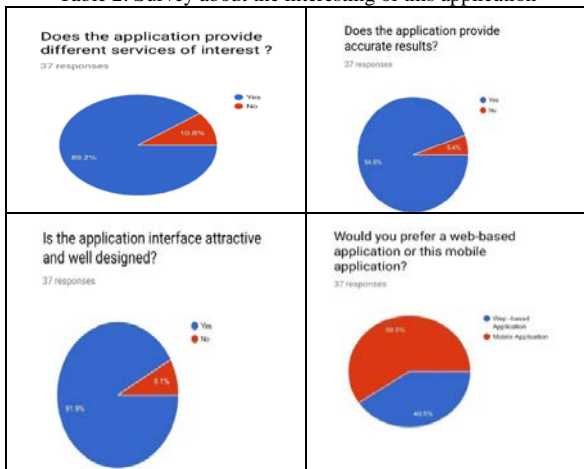 Table 2. Survey about the interesting of this application
Does the application provide
different services of interest ?
37 responses
Yes
No
10.8%
89.2%
Does the application provide
accurate results?
37 responses
Yes
No
5.4%
94.6%
Is the application interface attractive
and well designed?
37 responses
Yes
No
8.1%
91.9%
Would you prefer a web-based
application or this mobile
application?
37 responses
Wep -based
Application
Mobile Application
59.5%
40.5%